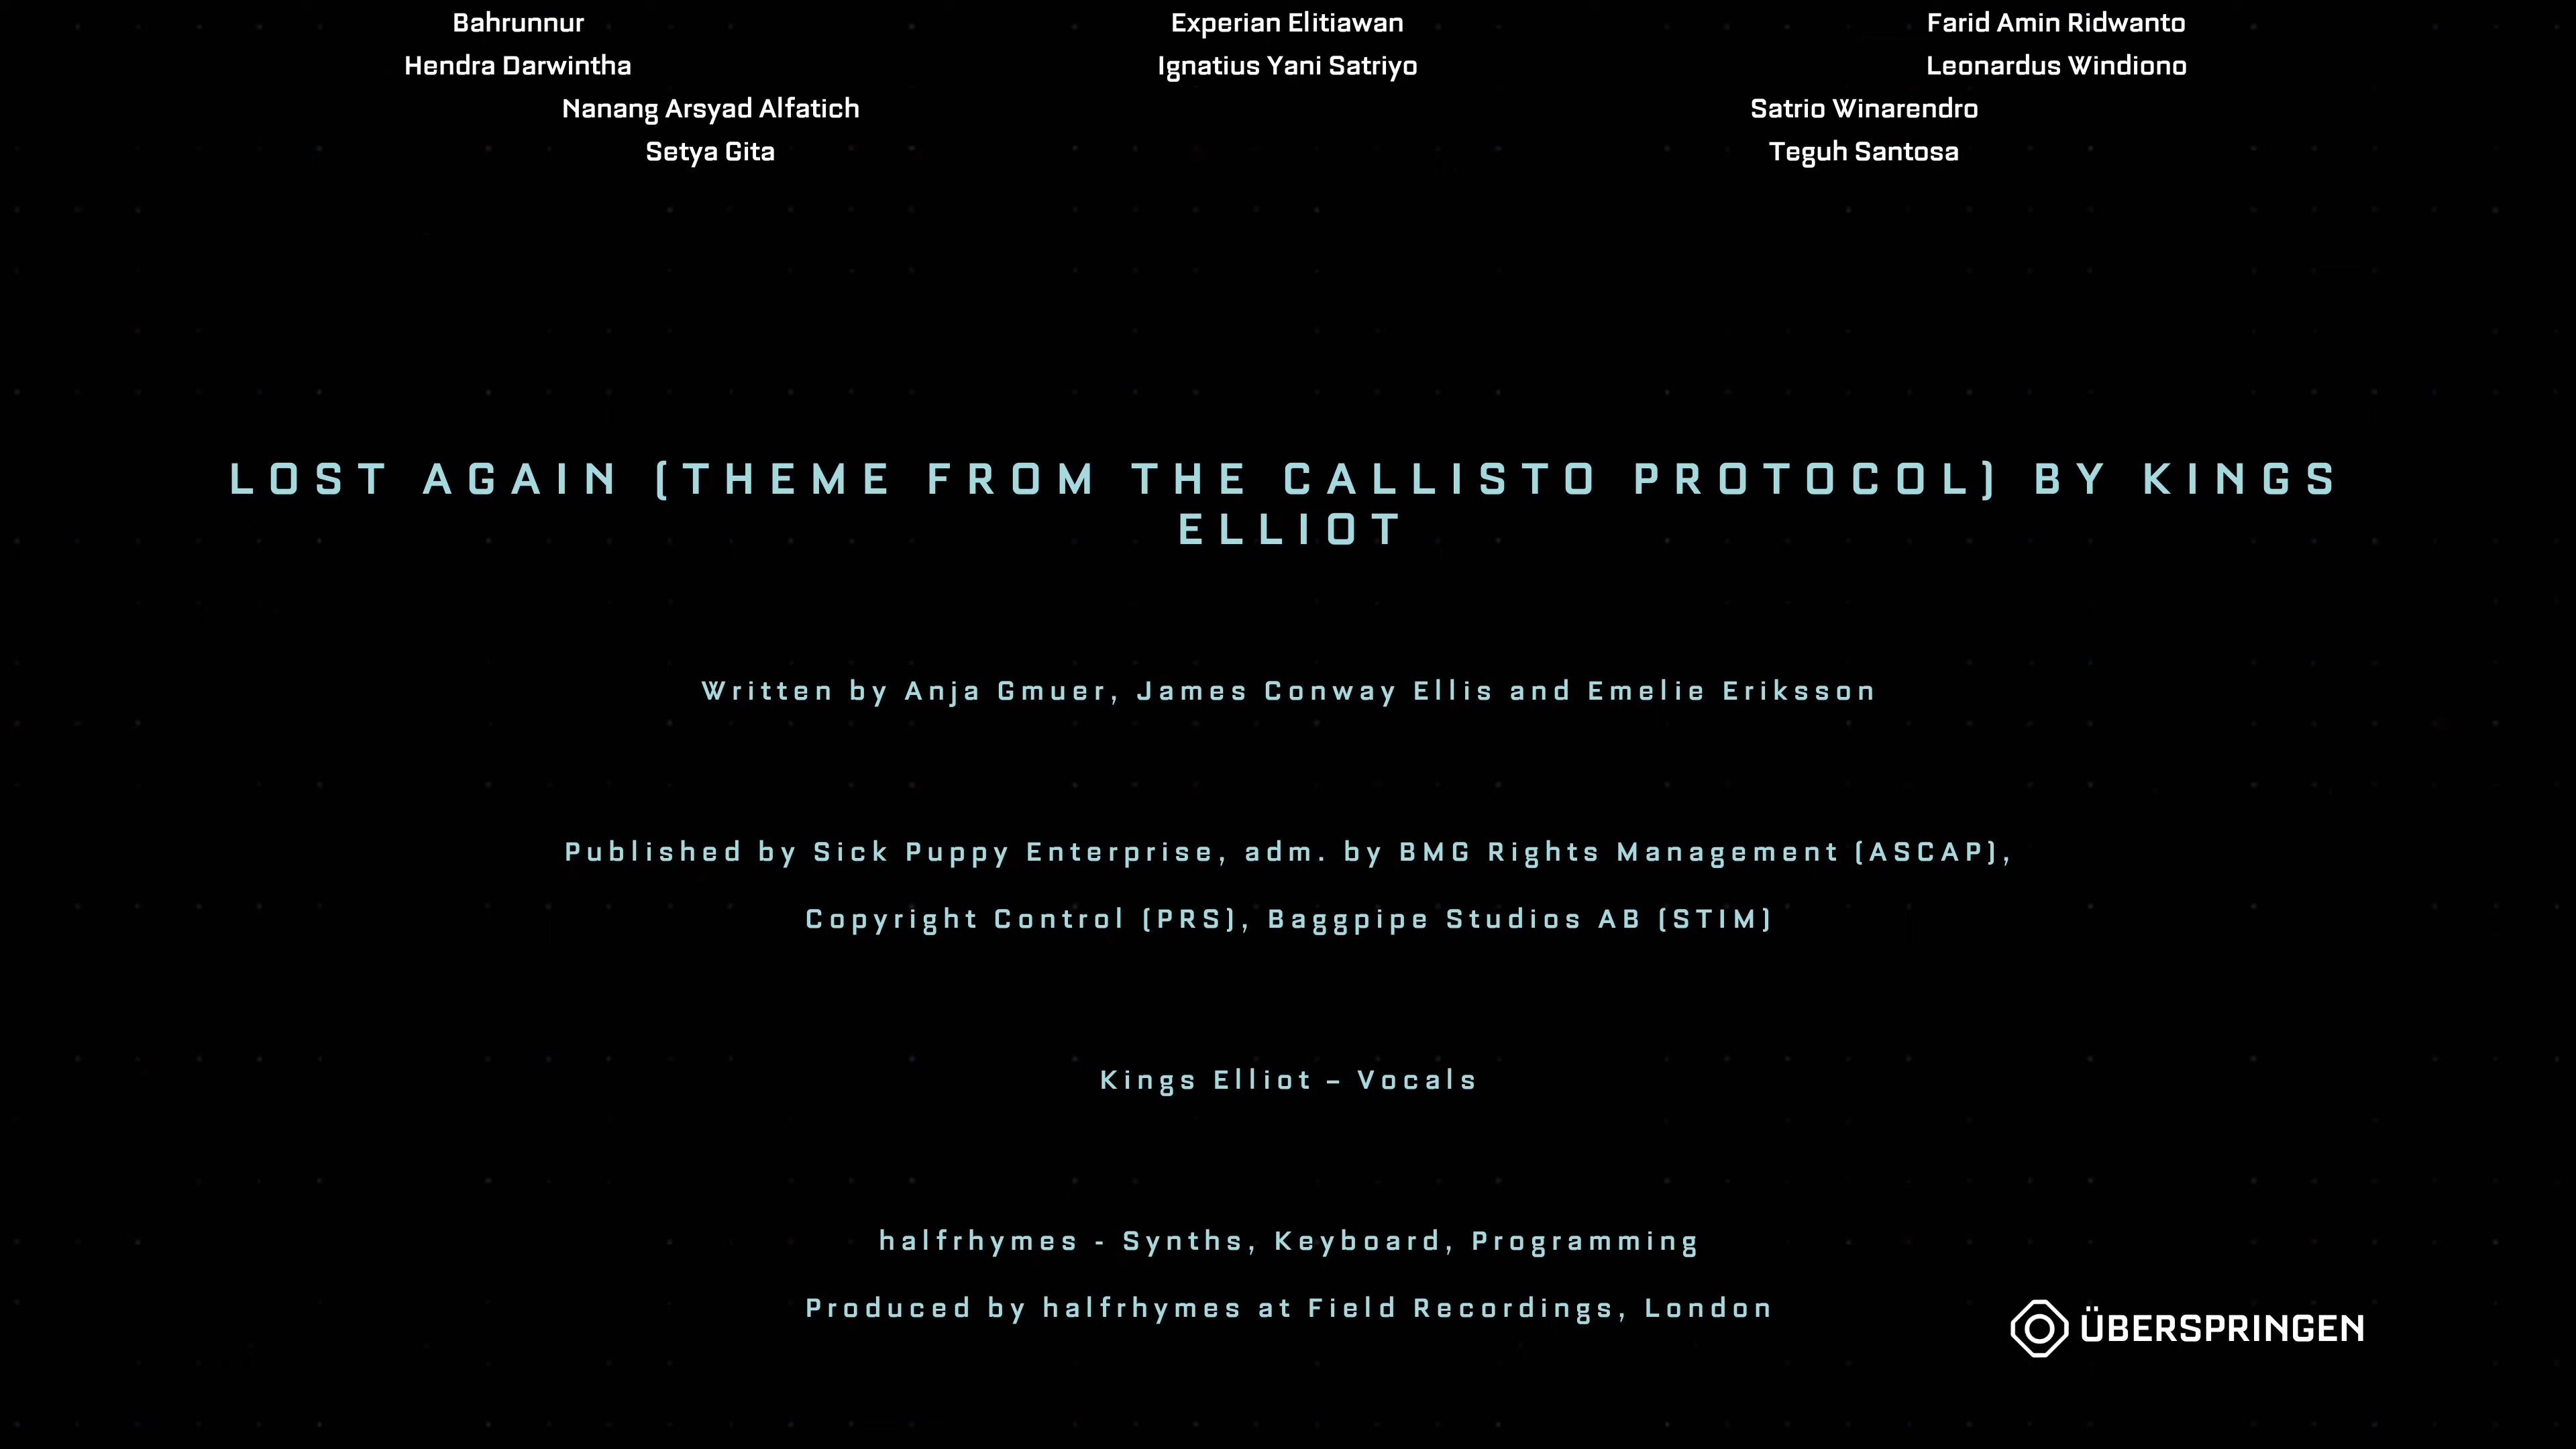 Bahrunnur Experian Elitiawan Farid Amin Ridwanto
Hendra Darwintha Ignatius Yani Satriyo Leonardus Windiono
Nanang Arsyad Alfatich Satrio Winarendro
Setya Gita Teguh Santosa
LOST AGAIN (THEME FROM THE CALLISTO PROTOCOL) BY KINGS
ELLIOT
Written by Anja Gmuer, James Conway Ellis and Emelie Eriksson
Published by Sick Puppy Enterprise, adm. by BMG Rights Management (ASCAP),
Copyright Control (PRS), Baggpipe Studios AB (STIM)
Kings Elliot – Vocals
halfrhymes - Synths, Keyboard, Programming
Produced by halfrhymes at Field Recordings, London
ÜBERSPRINGEN